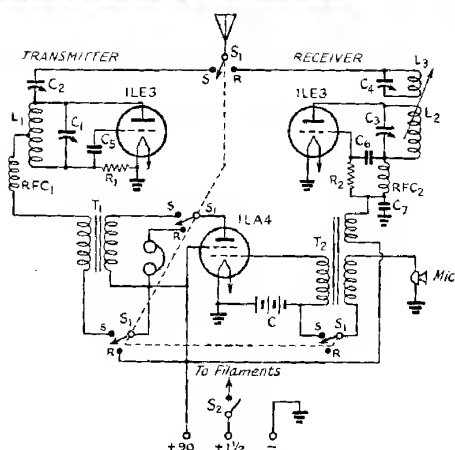 S₁
TRANSMITTER
RECEIVER
S R
C₂
C₄
L₃
1LE3
1LE3
L₁
C₁
C₅
R₁
C₃
L₂
C₆
R₂
RFC₂
C₇
RFC₁
T₁
S S₁
R
1LA4
T₂
Mic
C
S S₁
R
S S₁
R
To Filaments
S₂
+90 +1½ −